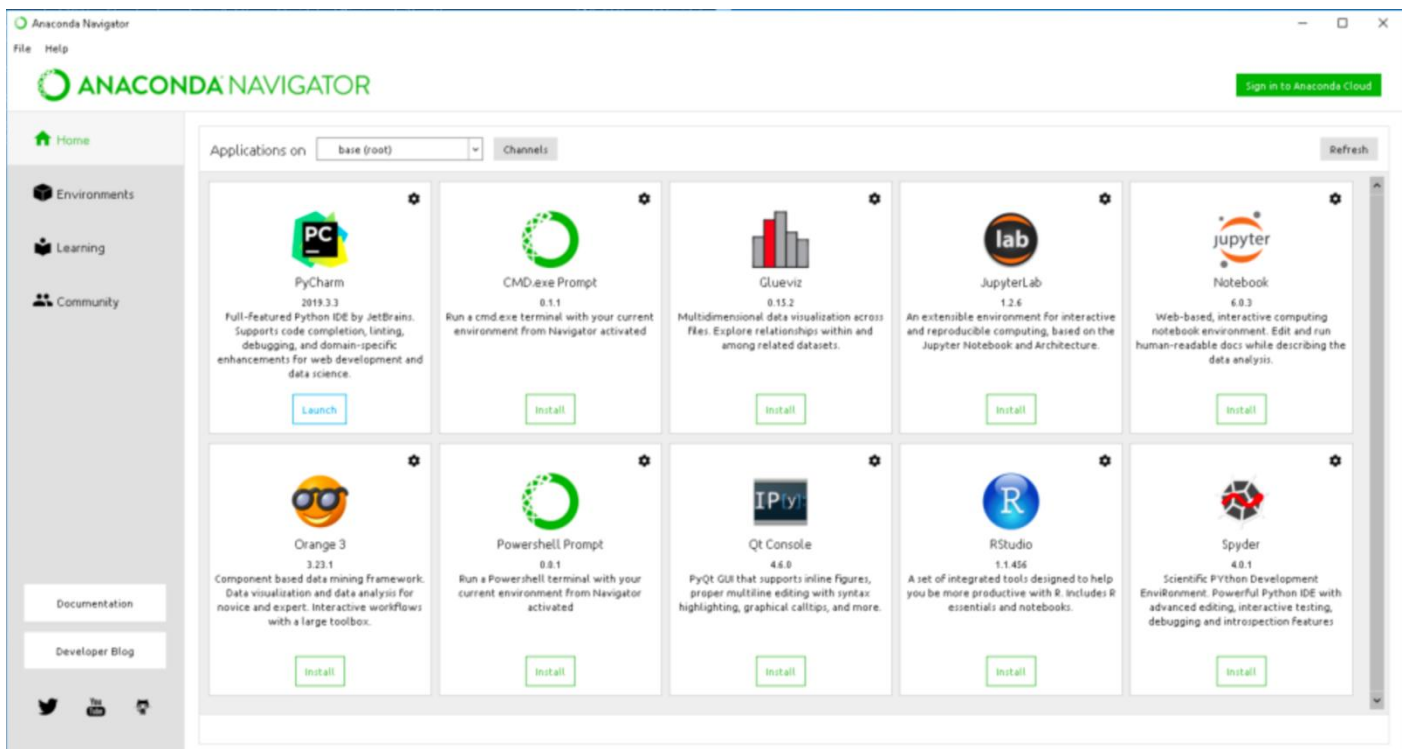 Anaconda Navigator
File Help
ANACONDA NAVIGATOR
Sign in to Anaconda Cloud
Home
Environments
Learning
Community
Documentation
Developer Blog
You
Tube
Applications on base (root) Channels Refresh
PC
PyCharm
2019.3.3
Full-featured Python IDE by JetBrains.
Supports code completion, linting,
debugging, and domain-specific
enhancements for web development and
data science.
Launch
CMD.exe Prompt
0.1.1
Run a cmd.exe terminal with your current
environment from Navigator activated
Install
Glueviz
0.15.2
Multidimensional data visualization across
files. Explore relationships within and
among related datasets.
Install
lab
JupyterLab
1.2.6
An extensible environment for interactive
and reproducible computing, based on the
Jupyter Notebook and Architecture.
Install
jupyter
Notebook
6.0.3
Web-based, interactive computing
notebook environment. Edit and run
human-readable docs while describing the
data analysis.
Install
Orange 3
3.23.1
Component based data mining framework.
Data visualization and data analysis for
novice and expert. Interactive workflows
with a large toolbox.
Install
Powershell Prompt
0.0.1
Run a Powershell terminal with your
current environment from Navigator
activated
Install
IP[y]:
Qt Console
4.6.0
PyQt GUI that supports inline figures,
proper multiline editing with syntax
highlighting, graphical calltips, and more.
Install
R
RStudio
1.1.456
A set of integrated tools designed to help
you be more productive with R. Includes R
essentials and notebooks.
Install
Spyder
4.0.1
Scientific PYthon Development
EnviRonment. Powerful Python IDE with
advanced editing, interactive testing,
debugging and introspection features
Install